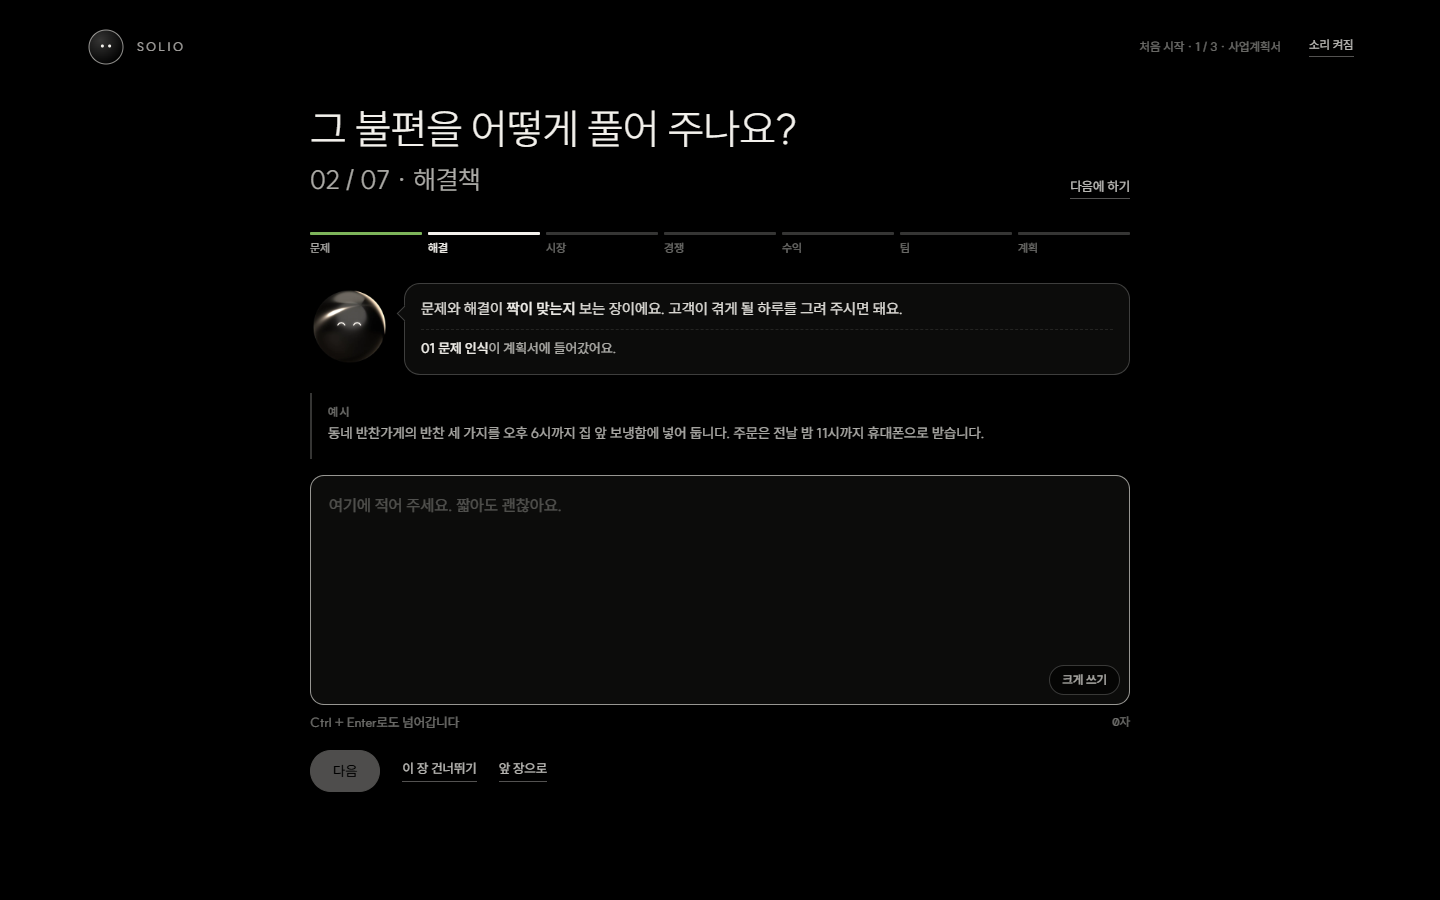 SOLIO
처음 시작 · 1 / 3 · 사업계획서
소리 켜짐
그 불편을 어떻게 풀어 주나요?
02 / 07 · 해결책
다음에 하기
문제
해결
시장
경쟁
수익
팀
계획
문제와 해결이 짝이 맞는지 보는 장이에요. 고객이 겪게 될 하루를 그려 주시면 돼요.
01 문제 인식이 계획서에 들어갔어요.
예시
동네 반찬가게의 반찬 세 가지를 오후 6시까지 집 앞 보냉함에 넣어 둡니다. 주문은 전날 밤 11시까지 휴대폰으로 받습니다.
여기에 적어 주세요. 짧아도 괜찮아요.
크게 쓰기
Ctrl + Enter로도 넘어갑니다
0자
다음
이 장 건너뛰기
앞 장으로